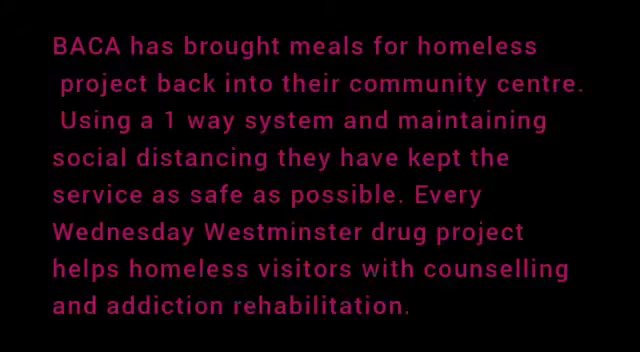 BACA has brought meals for homeless
project back into their community centre.
Using a 1 way system and maintaining
social distancing they have kept the
service as safe as possible. Every
Wednesday Westminster drug project
helps homeless visitors with counselling
and addiction rehabilitation.